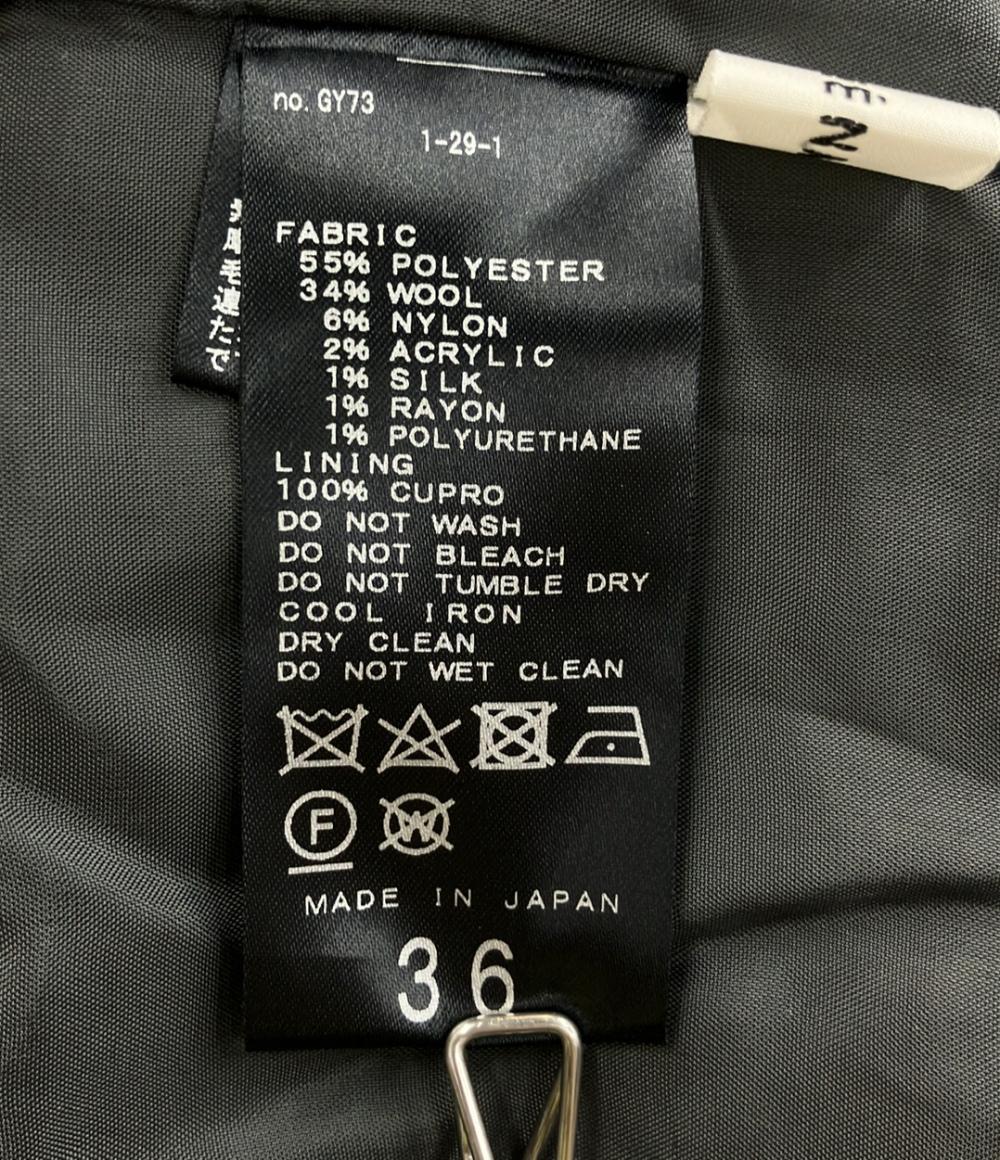 no. GY73
1-29-1
FABRIC
55% POLYESTER
34% WOOL
6% NYLON
2% ACRYLIC
1% SILK
1% RAYON
1% POLYURETHANE
LINING
100% CUPRO
DO NOT WASH
DO NOT BLEACH
DO NOT TUMBLE DRY
COOL IRON
DRY CLEAN
DO NOT WET CLEAN
F W
MADE IN JAPAN
36